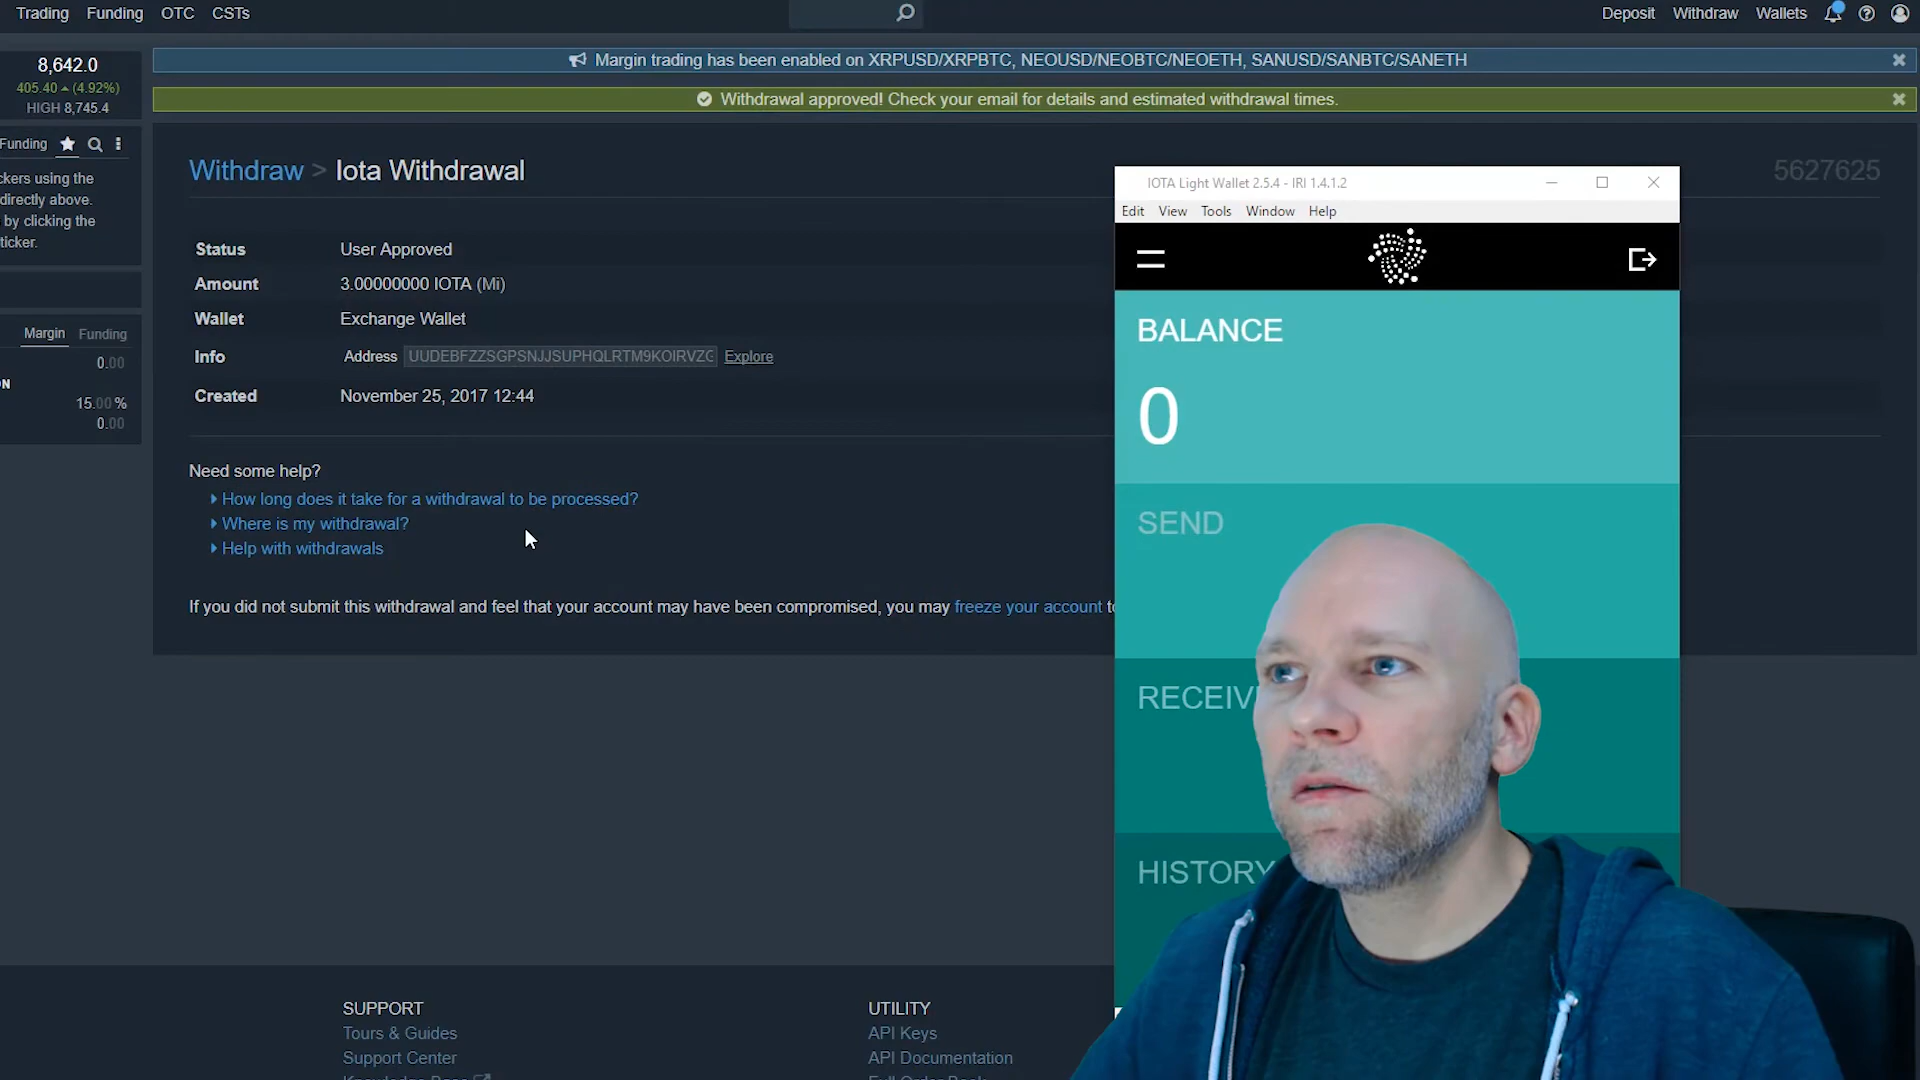 Trading Funding OTC CSTs
Deposit Withdraw Wallets
8,642.0
405.40 (4.92%)
HIGH 8,745.4
Margin trading has been enabled on XRPUSD/XRPBTC, NEOUSD/NEOBTC/NEOETH, SANUSD/SANBTC/SANETH
Withdrawal approved! Check your email for details and estimated withdrawal times.
Funding
ckers using the
directly above.
by clicking the
ticker.
Margin Funding
0.00
15.00 %
0.00
Withdraw > Iota Withdrawal
5627625
Status User Approved
Amount 3.00000000 IOTA (Mi)
Wallet Exchange Wallet
Info Address UUDEBFZZSGPSNJJSUPHQLRTM9KOIRVZG Explore
Created November 25, 2017 12:44
Need some help?
How long does it take for a withdrawal to be processed?
Where is my withdrawal?
Help with withdrawals
If you did not submit this withdrawal and feel that your account may have been compromised, you may freeze your account
IOTA Light Wallet 2.5.4 - IRI 1.4.1.2
Edit View Tools Window Help
BALANCE
0
SEND
RECEIV
HISTORY
SUPPORT
Tours & Guides
Support Center
UTILITY
API Keys
API Documentation